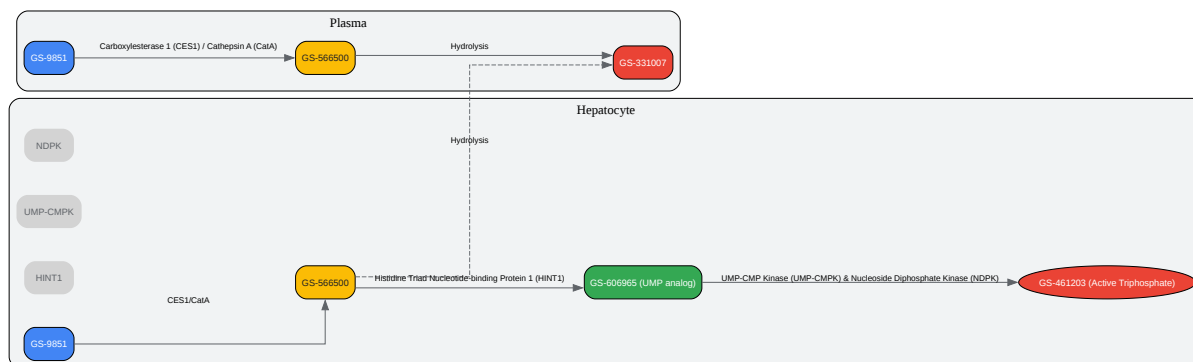 Plasma
GS-9851
Carboxylesterase 1 (CES1) / Cathepsin A (CatA)
GS-566500
Hydrolysis
GS-331007
Hepatocyte
NDPK
Hydrolysis
UMP-CMPK
HINT1
CES1/CatA
GS-566500
Histidine Triad Nucleotide-binding Protein 1 (HINT1)
GS-606965 (UMP analog)
UMP-CMP Kinase (UMP-CMPK) & Nucleoside Diphosphate Kinase (NDPK)
GS-461203 (Active Triphosphate)
GS-9851